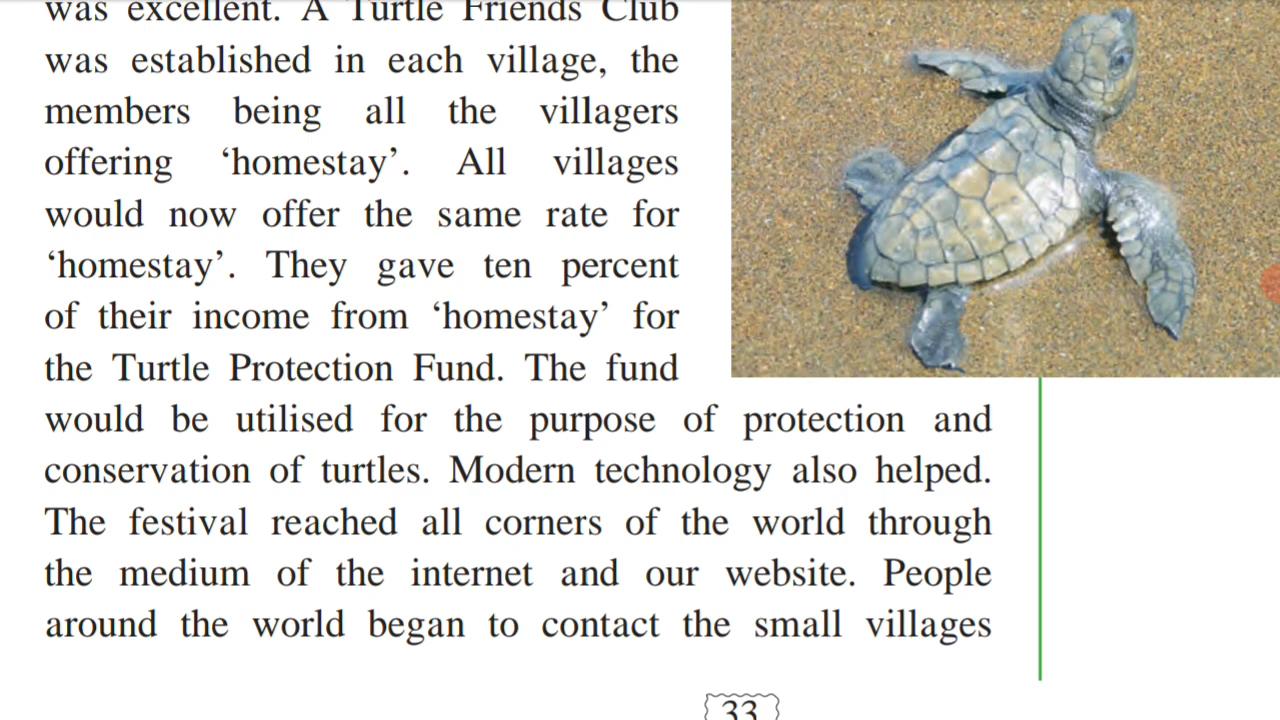 was excellent. A Turtle Friends Club
was established in each village, the
members being all the villagers
offering ‘homestay’. All villages
would now offer the same rate for
‘homestay’. They gave ten percent
of their income from ‘homestay’ for
the Turtle Protection Fund. The fund
would be utilised for the purpose of protection and
conservation of turtles. Modern technology also helped.
The festival reached all corners of the world through
the medium of the internet and our website. People
around the world began to contact the small villages
33